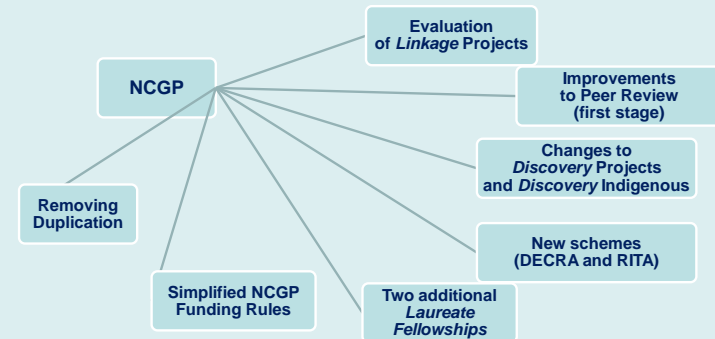 Evaluation
of Linkage Projects
NCGP
Improvements
to Peer Review
(first stage)
Changes to
Discovery Projects
and Discovery Indigenous
Removing
Duplication
New schemes
(DECRA and RITA)
Simplified NCGP
Funding Rules
Two additional
Laureate
Fellowships